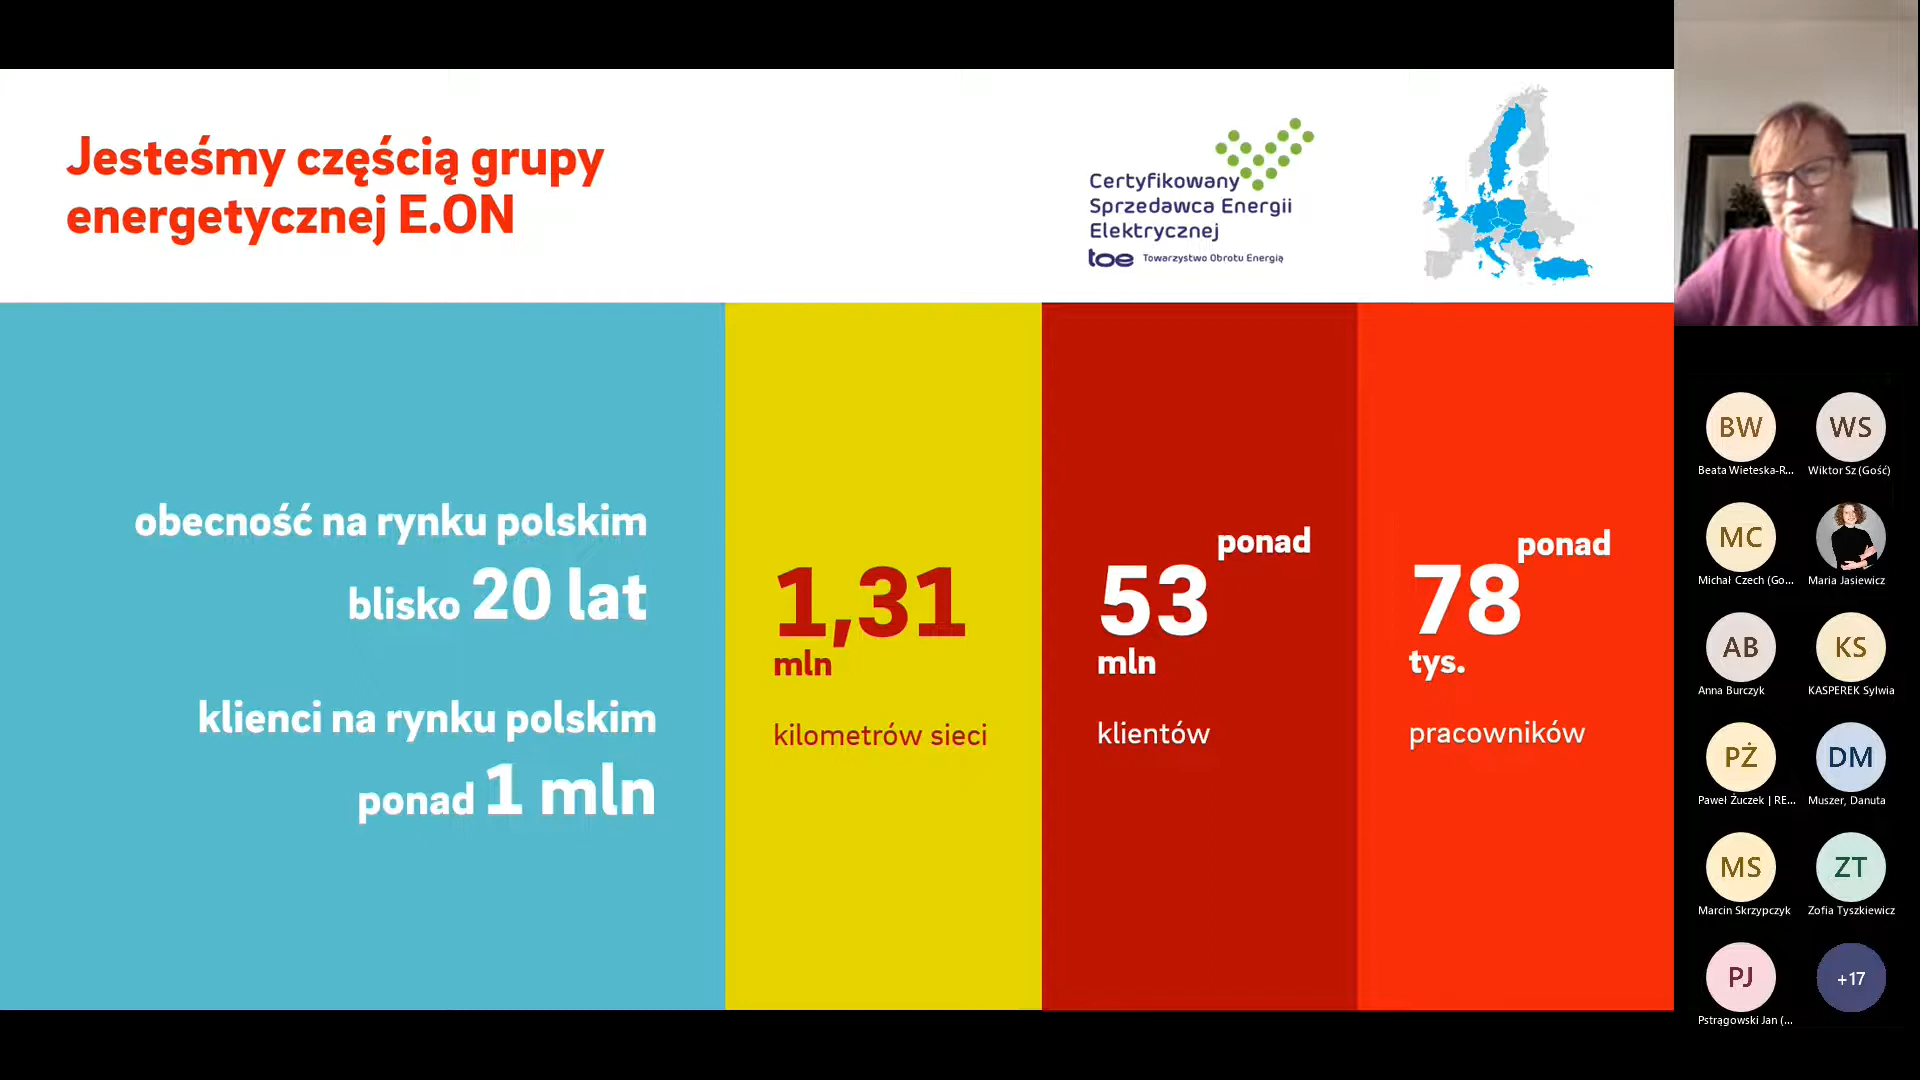 Jesteśmy częścią grupy
energetycznej E.ON
Certyfikowany
Sprzedawca Energii
Elektrycznej
toe Towarzystwo Obrotu Energią
obecność na rynku polskim
blisko 20 lat
klienci na rynku polskim
ponad 1 mln
1,31
mln
kilometrów sieci
ponad
53
mln
klientów
ponad
78
tys.
pracowników
BW
Beata Wieteska-R...
WS
Wiktor Sz (Gość)
MC
Michał Czech (Go...
Maria Jasiewicz
AB
Anna Burczyk
KS
KASPEREK Sylwia
PŻ
Paweł Żuczek | RE...
DM
Muszer, Danuta
MS
Marcin Skrzypczyk
ZT
Zofia Tyszkiewicz
PJ
Pstrągowski Jan (...
+17